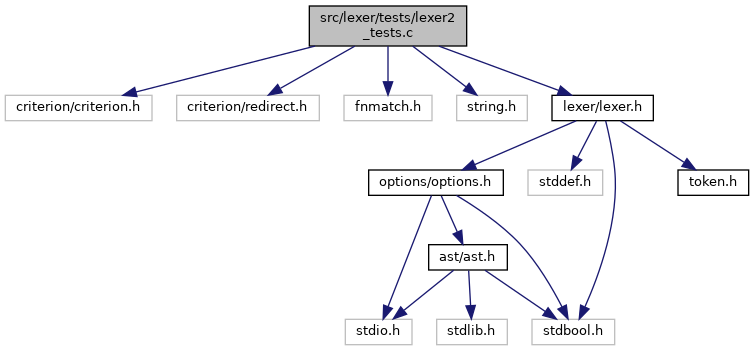 src/lexer/tests/lexer2
_tests.c
criterion/criterion.h
criterion/redirect.h
fnmatch.h
string.h
lexer/lexer.h
options/options.h
stddef.h
token.h
ast/ast.h
stdio.h
stdlib.h
stdbool.h